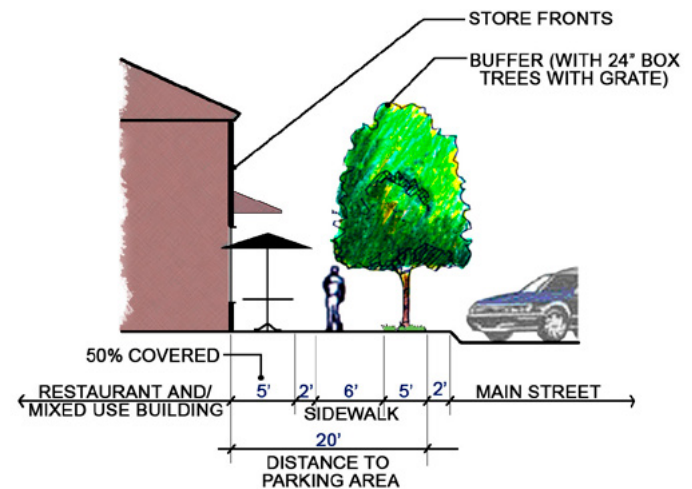 STORE FRONTS
BUFFER (WITH 24" BOX
TREES WITH GRATE)
50% COVERED
RESTAURANT AND/
MIXED USE BUILDING
5' 2' 6' 5' 2'
SIDEWALK
MAIN STREET
20'
DISTANCE TO
PARKING AREA